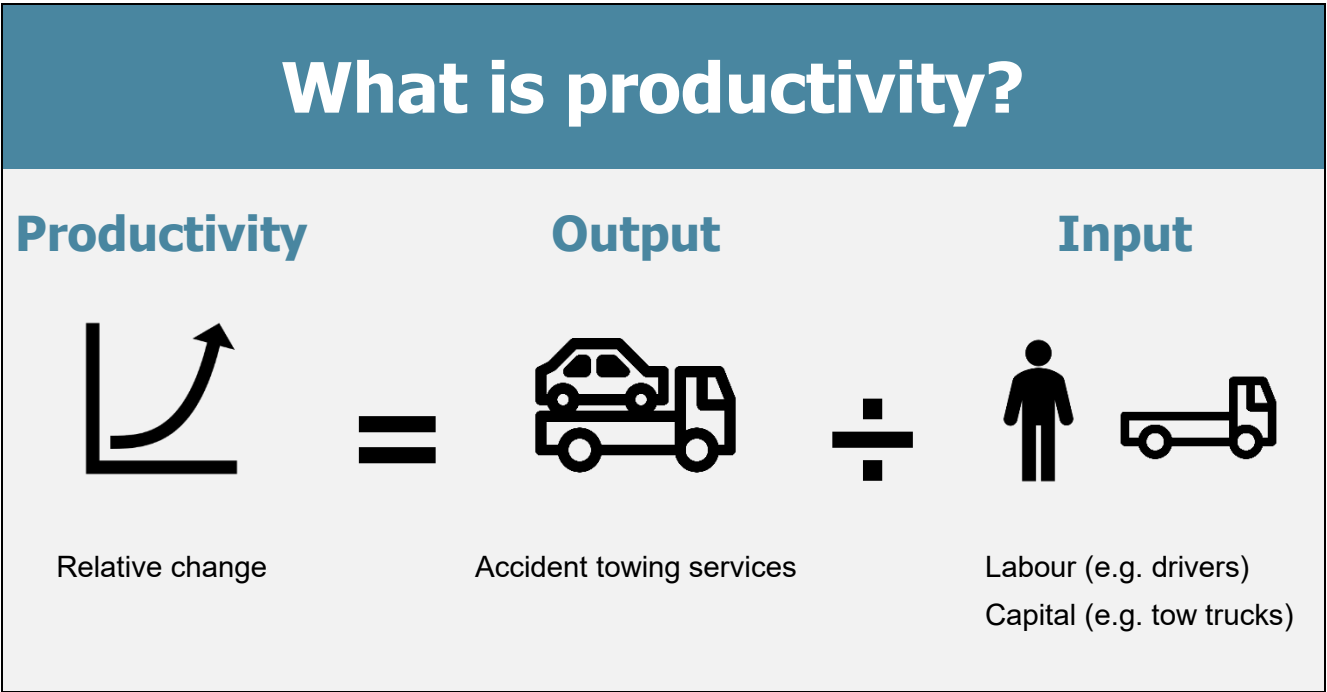 What is productivity?
Productivity
Output
Input
=
÷
Relative change
Accident towing services
Labour (e.g. drivers)
Capital (e.g. tow trucks)